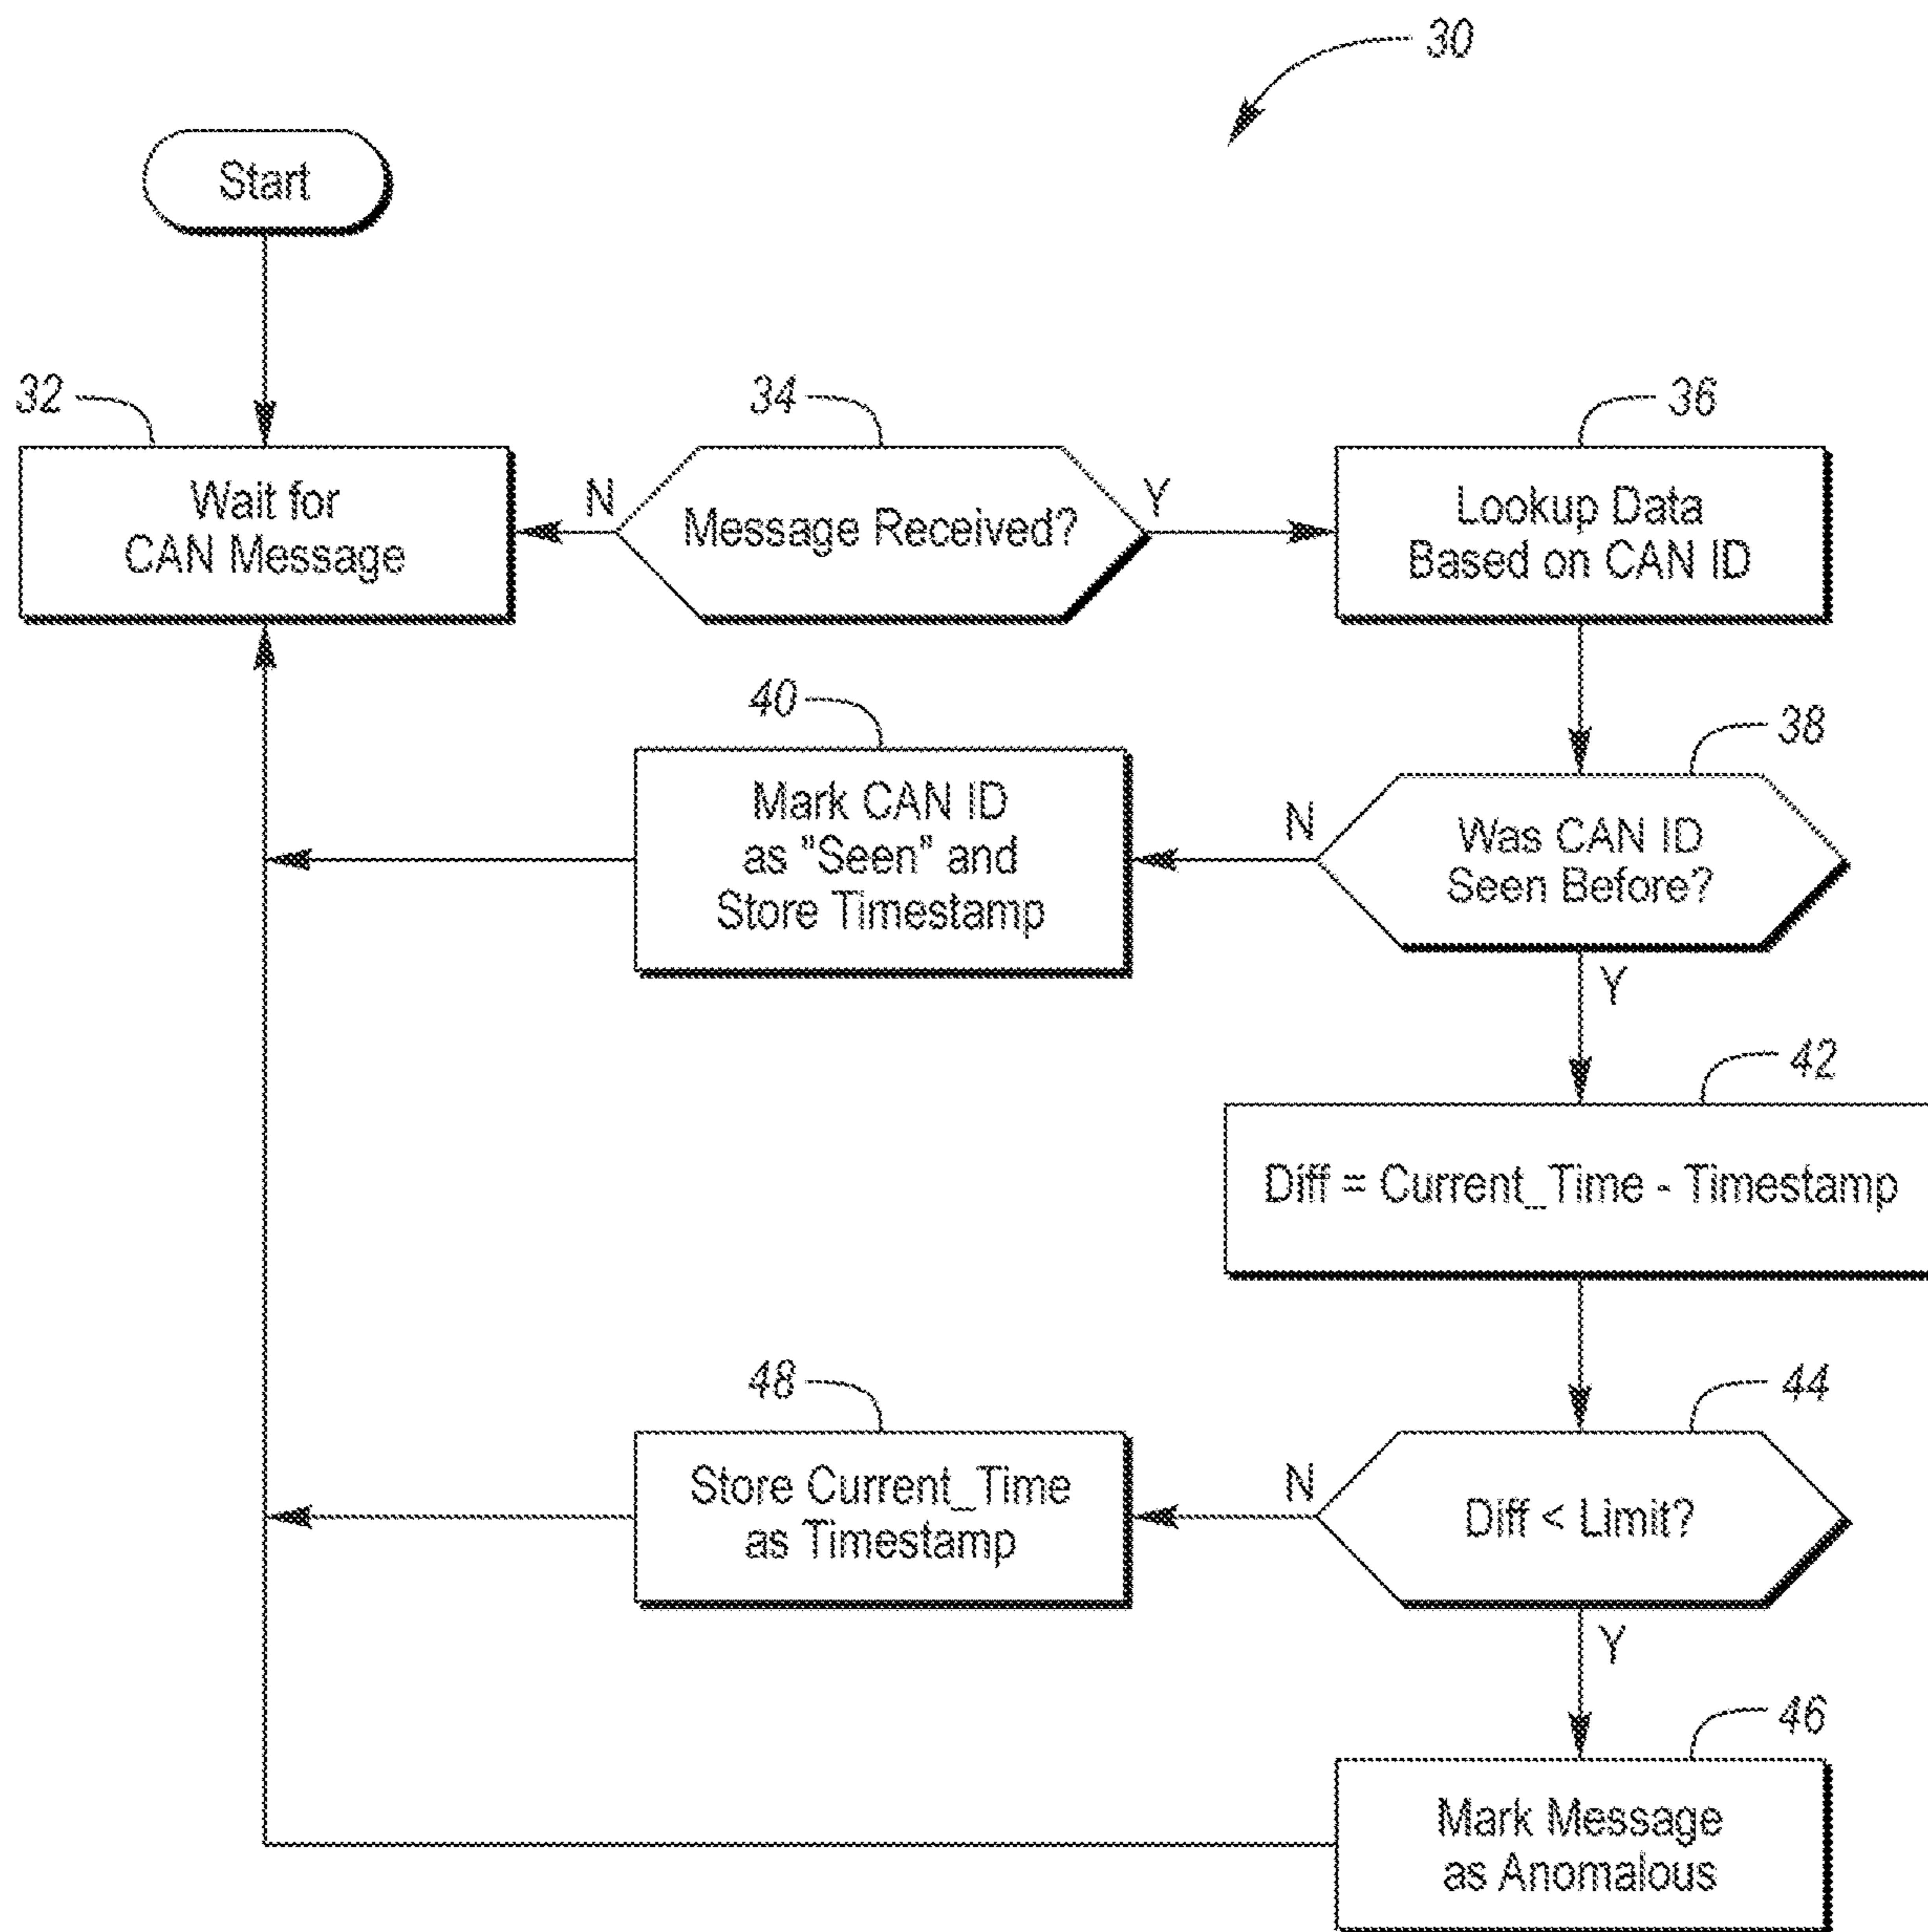 30
Start
32
34
36
Wait for
CAN Message
N
Message Received?
Y
Lookup Data
Based on CAN ID
40
38
Mark CAN ID
as "Seen" and
Store Timestamp
N
Was CAN ID
Seen Before?
Y
42
Diff = Current_Time - Timestamp
48
44
Store Current_Time
as Timestamp
N
Diff < Limit?
Y
46
Mark Message
as Anomalous